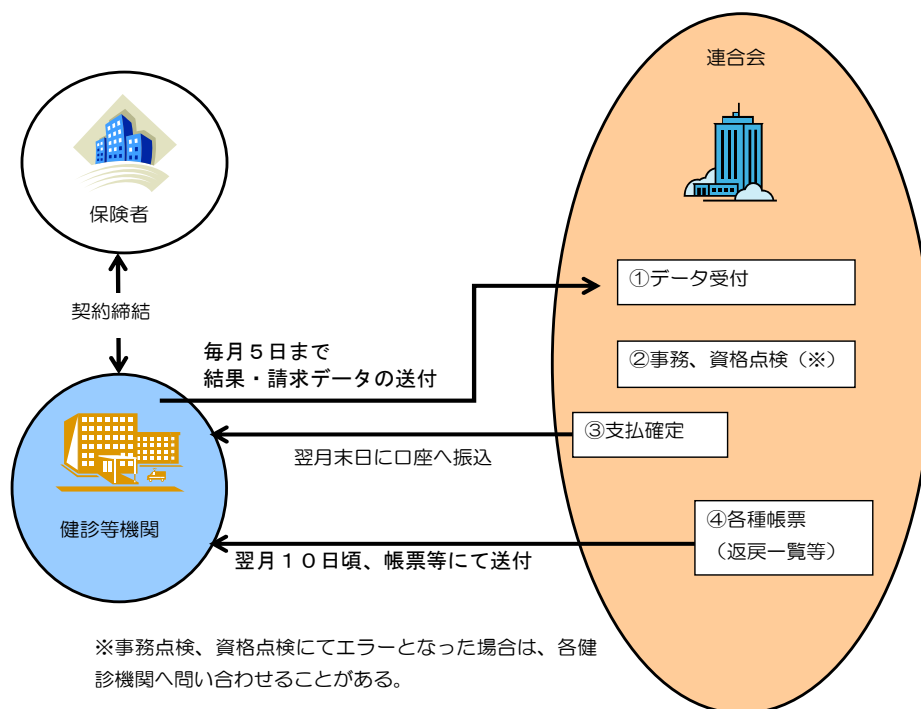 連合会
保険者
契約締結
①データ受付
毎月５日まで
結果・請求データの送付
②事務、資格点検（※）
③支払確定
翌月末日に口座へ振込
健診等機関
④各種帳票
（返戻一覧等）
翌月１０日頃、帳票等にて送付
※事務点検、資格点検にてエラーとなった場合は、各健
診機関へ問い合わせることがある。